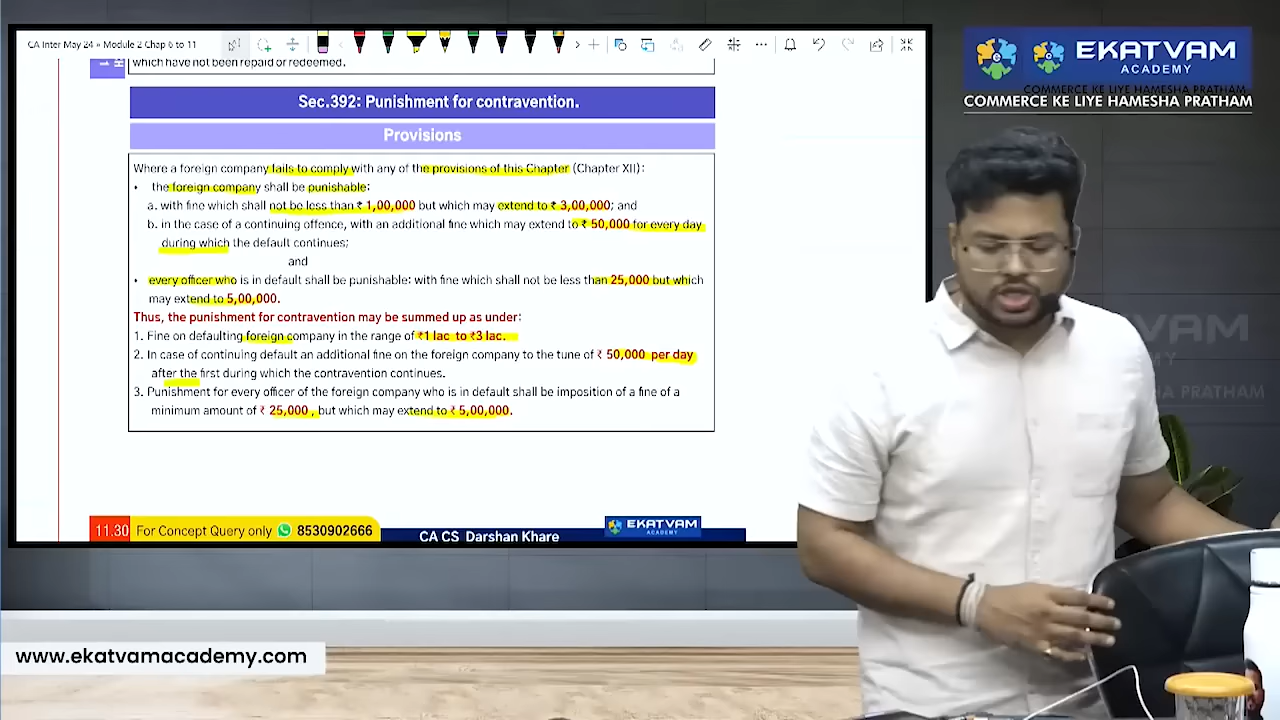 CA Inter May 24 » Module 2 Chap 6 to 11
which have not been repaid or redeemed.
Sec.392: Punishment for contravention.
Provisions
Where a foreign company fails to comply with any of the provisions of this Chapter (Chapter XII):
• the foreign company shall be punishable:
a. with fine which shall not be less than ₹ 1,00,000 but which may extend to ₹ 3,00,000; and
b. in the case of a continuing offence, with an additional fine which may extend to ₹ 50,000 for every day
during which the default continues;
and
• every officer who is in default shall be punishable: with fine which shall not be less than 25,000 but which
may extend to 5,00,000.
Thus, the punishment for contravention may be summed up as under:
1. Fine on defaulting foreign company in the range of ₹1 lac to ₹3 lac.
2. In case of continuing default an additional fine on the foreign company to the tune of ₹ 50,000 per day
after the first during which the contravention continues.
3. Punishment for every officer of the foreign company who is in default shall be imposition of a fine of a
minimum amount of ₹ 25,000 , but which may extend to ₹ 5,00,000.
11.30 For Concept Query only 8530902666
CA CS Darshan Khare
EKATVAM
ACADEMY
EKATVAM
ACADEMY
COMMERCE KE LIYE HAMESHA PRATHAM
COMMERCE KE LIYE HAMESHA PRATHAM
VAM
MY
HA PRATHAM
www.ekatvamacademy.com